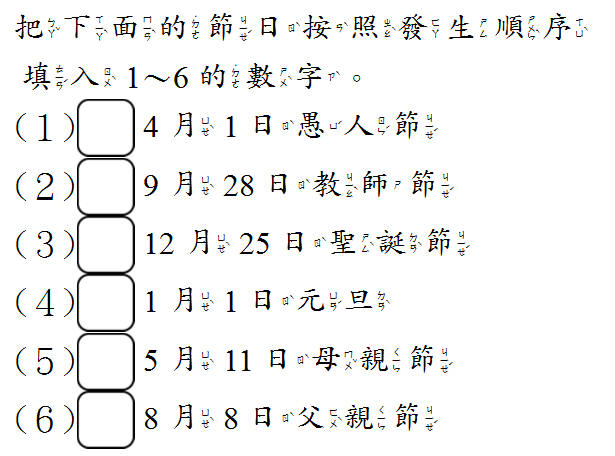 把下面的節日按照發生順序
填入1～6的數字。
(1) 4月1日愚人節
(2) 9月28日教師節
(3) 12月25日聖誕節
(4) 1月1日元旦
(5) 5月11日母親節
(6) 8月8日父親節